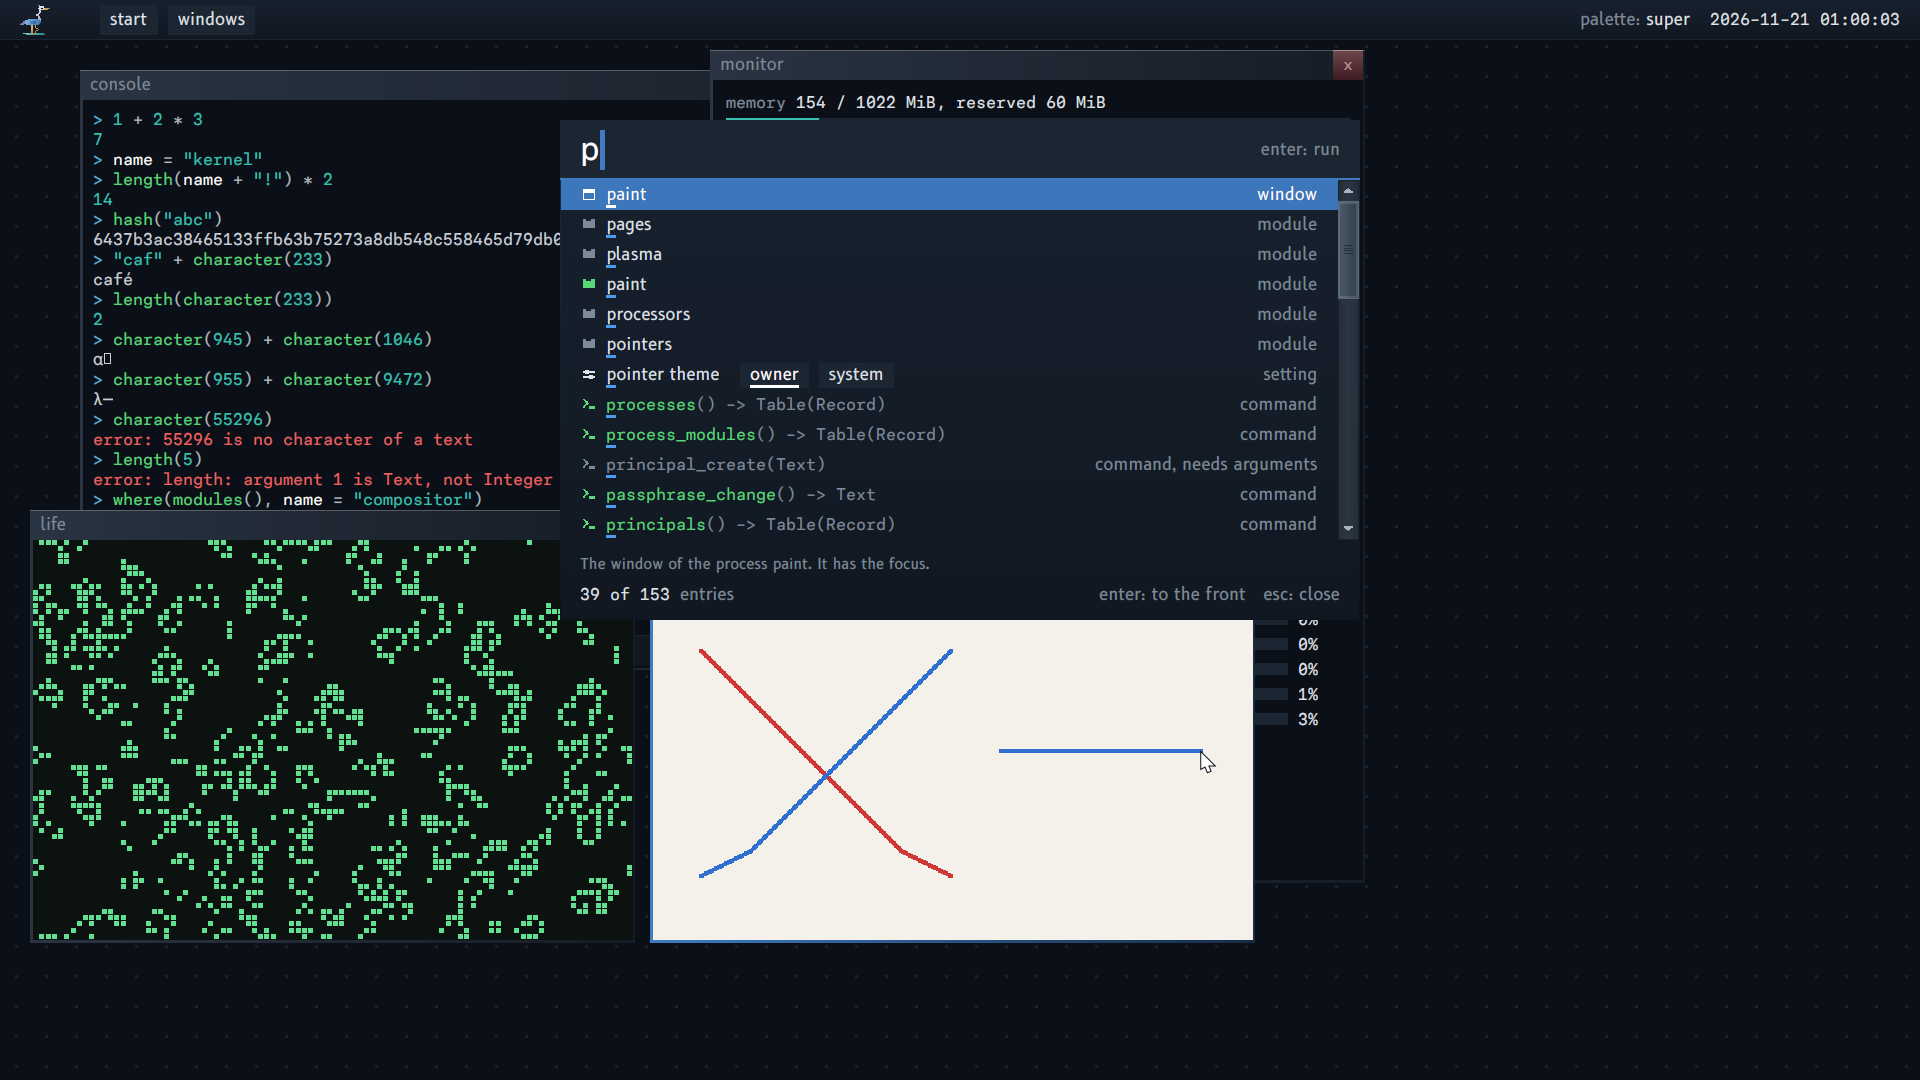 start windows palette: super 2026-11-21 01:00:03
console
> 1 + 2 * 3
7
> name = "kernel"
> length(name + "!") * 2
14
> hash("abc")
6437b3ac38465133ffb63b75273a8db548c558465d79db
> "caf" + character(233)
café
> length(character(233))
2
> character(945) + character(1046)
α
> character(955) + character(9472)
λ─
> character(55296)
error: 55296 is no character of a text
> length(5)
error: length: argument 1 is Text, not Integer
> where(modules(), name = "compositor")
monitor x
memory 154 / 1022 MiB, reserved 60 MiB
p enter: run
paint window
pages module
plasma module
paint module
processors module
pointers module
pointer theme owner system setting
processes() -> Table(Record) command
process_modules() -> Table(Record) command
principal_create(Text) command, needs arguments
passphrase_change() -> Text command
principals() -> Table(Record) command
The window of the process paint. It has the focus.
39 of 153 entries enter: to the front esc: close
life
0%
0%
1%
3%